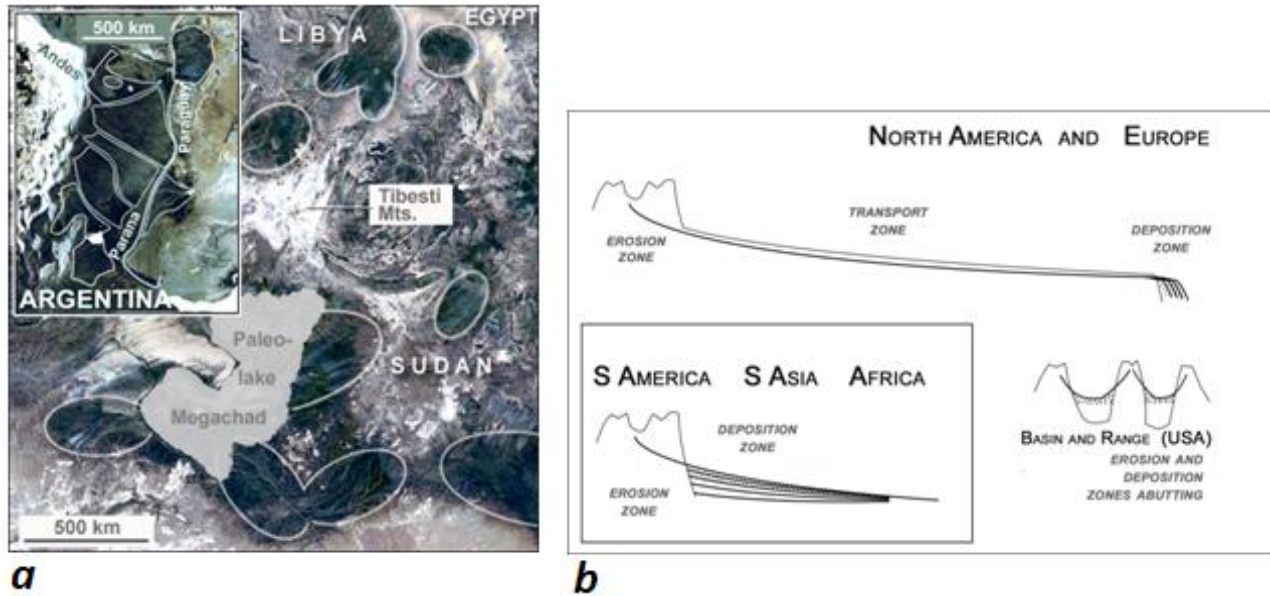 500 km
Andes
Paraguay
Parana
ARGENTINA
LIBYA
EGYPT
Tibesti
Mts.
Paleo-
lake
Megachad
SUDAN
500 km
a
NORTH AMERICA AND EUROPE
TRANSPORT
ZONE
EROSION
ZONE
DEPOSITION
ZONE
S AMERICA S ASIA AFRICA
DEPOSITION
ZONE
EROSION
ZONE
BASIN AND RANGE (USA)
EROSION AND
DEPOSITION
ZONES ABUTTING
b